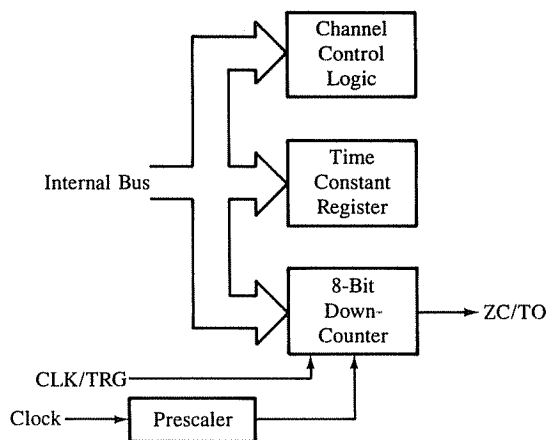 Channel
Control
Logic
Internal Bus
Time
Constant
Register
8-Bit
Down-
Counter
ZC/TO
CLK/TRG
Clock
Prescaler